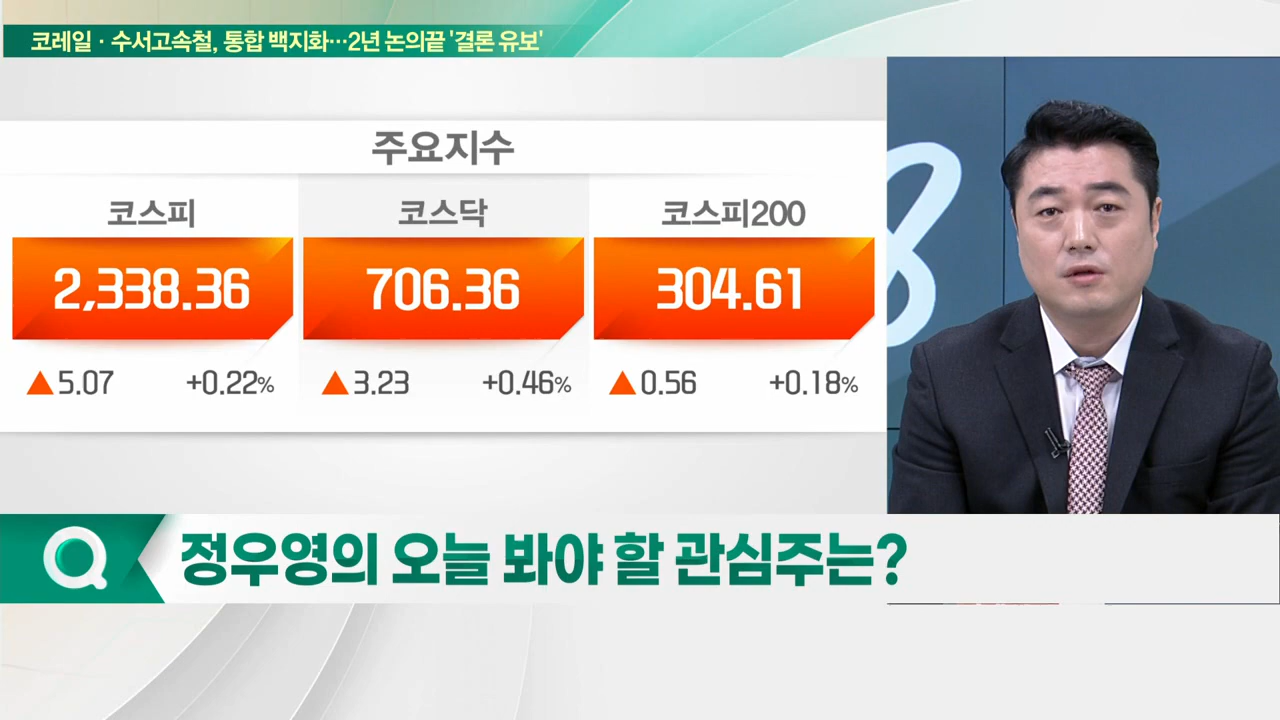 코레일·수서고속철, 통합 백지화…2년 논의끝 '결론 유보'
주요지수
코스피 코스닥 코스피200
2,338.36 706.36 304.61
▲5.07 +0.22% ▲3.23 +0.46% ▲0.56 +0.18%
정우영의 오늘 봐야 할 관심주는?